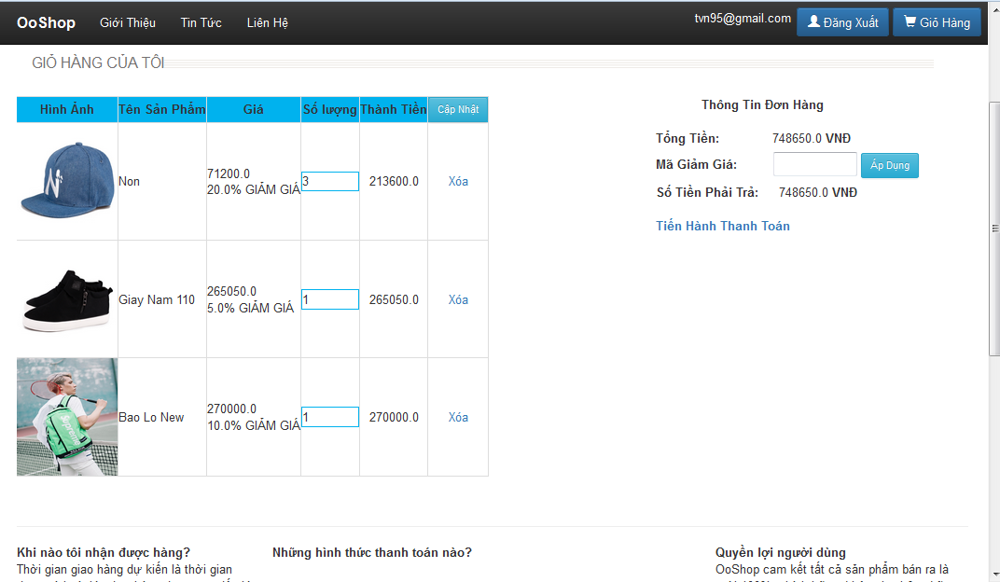 OoShop Giới Thiệu Tin Tức Liên Hệ tvn95@gmail.com Đăng Xuất Giỏ Hàng
GIỎ HÀNG CỦA TÔI
Hình Ảnh Tên Sản Phẩm Giá Số lượng Thành Tiền Cập Nhật
Non 71200.0 3 213600.0 Xóa
20.0% GIẢM GIÁ
Giay Nam 110 265050.0 1 265050.0 Xóa
5.0% GIẢM GIÁ
Bao Lo New 270000.0 1 270000.0 Xóa
10.0% GIẢM GIÁ
Supreme
Thông Tin Đơn Hàng
Tổng Tiền: 748650.0 VNĐ
Mã Giảm Giá: Áp Dụng
Số Tiền Phải Trả: 748650.0 VNĐ
Tiến Hành Thanh Toán
Khi nào tôi nhận được hàng?
Thời gian giao hàng dự kiến là thời gian
Những hình thức thanh toán nào?
Quyền lợi người dùng
OoShop cam kết tất cả sản phẩm bán ra là